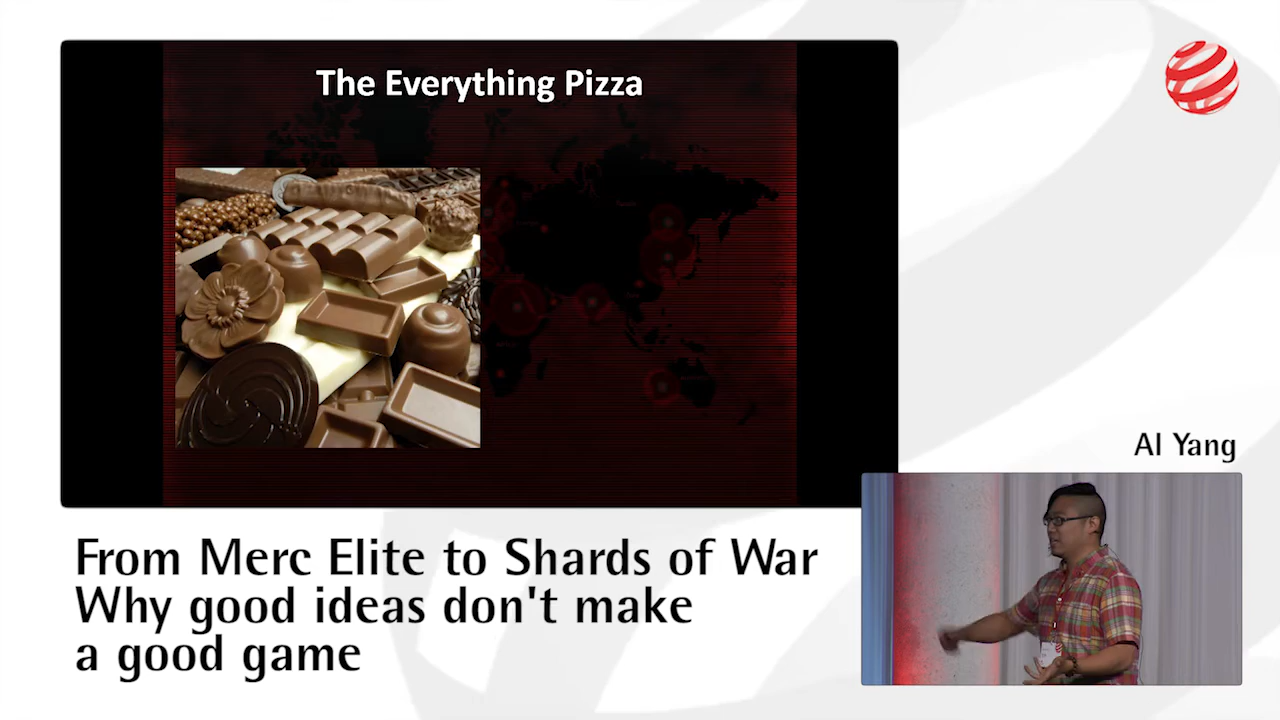 The Everything Pizza
Al Yang
From Merc Elite to Shards of War
Why good ideas don't make
a good game